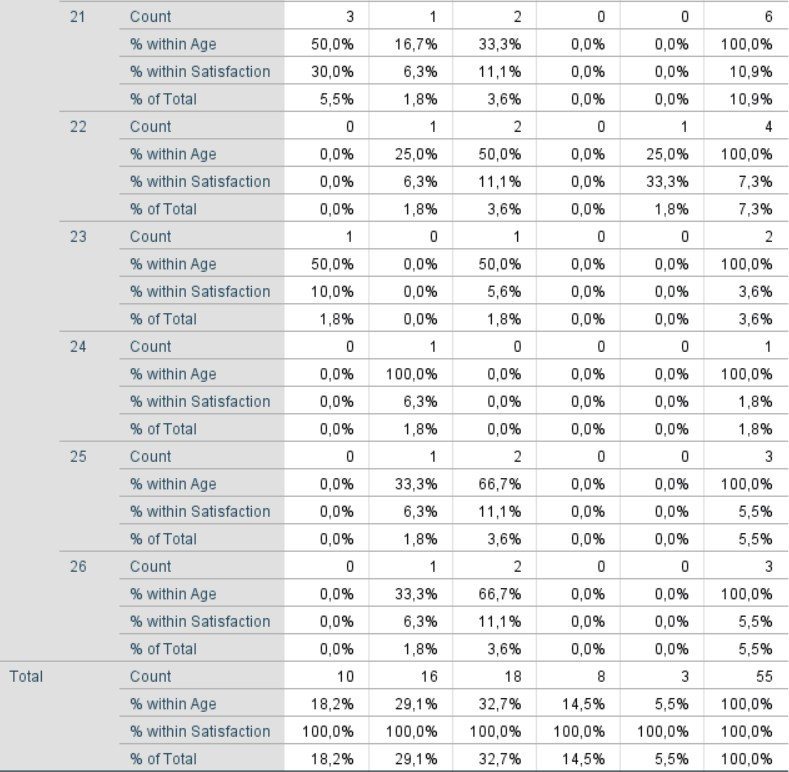 21 Count 3 1 2 0 0 6
% within Age 50,0% 16,7% 33,3% 0,0% 0,0% 100,0%
% within Satisfaction 30,0% 6,3% 11,1% 0,0% 0,0% 10,9%
% of Total 5,5% 1,8% 3,6% 0,0% 0,0% 10,9%
22 Count 0 1 2 0 1 4
% within Age 0,0% 25,0% 50,0% 0,0% 25,0% 100,0%
% within Satisfaction 0,0% 6,3% 11,1% 0,0% 33,3% 7,3%
% of Total 0,0% 1,8% 3,6% 0,0% 1,8% 7,3%
23 Count 1 0 1 0 0 2
% within Age 50,0% 0,0% 50,0% 0,0% 0,0% 100,0%
% within Satisfaction 10,0% 0,0% 5,6% 0,0% 0,0% 3,6%
% of Total 1,8% 0,0% 1,8% 0,0% 0,0% 3,6%
24 Count 0 1 0 0 0 1
% within Age 0,0% 100,0% 0,0% 0,0% 0,0% 100,0%
% within Satisfaction 0,0% 6,3% 0,0% 0,0% 0,0% 1,8%
% of Total 0,0% 1,8% 0,0% 0,0% 0,0% 1,8%
25 Count 0 1 2 0 0 3
% within Age 0,0% 33,3% 66,7% 0,0% 0,0% 100,0%
% within Satisfaction 0,0% 6,3% 11,1% 0,0% 0,0% 5,5%
% of Total 0,0% 1,8% 3,6% 0,0% 0,0% 5,5%
26 Count 0 1 2 0 0 3
% within Age 0,0% 33,3% 66,7% 0,0% 0,0% 100,0%
% within Satisfaction 0,0% 6,3% 11,1% 0,0% 0,0% 5,5%
% of Total 0,0% 1,8% 3,6% 0,0% 0,0% 5,5%
Total Count 10 16 18 8 3 55
% within Age 18,2% 29,1% 32,7% 14,5% 5,5% 100,0%
% within Satisfaction 100,0% 100,0% 100,0% 100,0% 100,0% 100,0%
% of Total 18,2% 29,1% 32,7% 14,5% 5,5% 100,0%